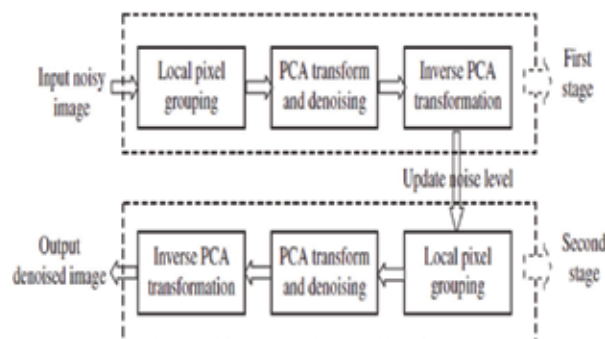 Input noisy
image
Local pixel
grouping
PCA transform
and denoising
Inverse PCA
transformation
First
stage
Update noise level
Output
denoised image
Inverse PCA
transformation
PCA transform
and denoising
Local pixel
grouping
Second
stage